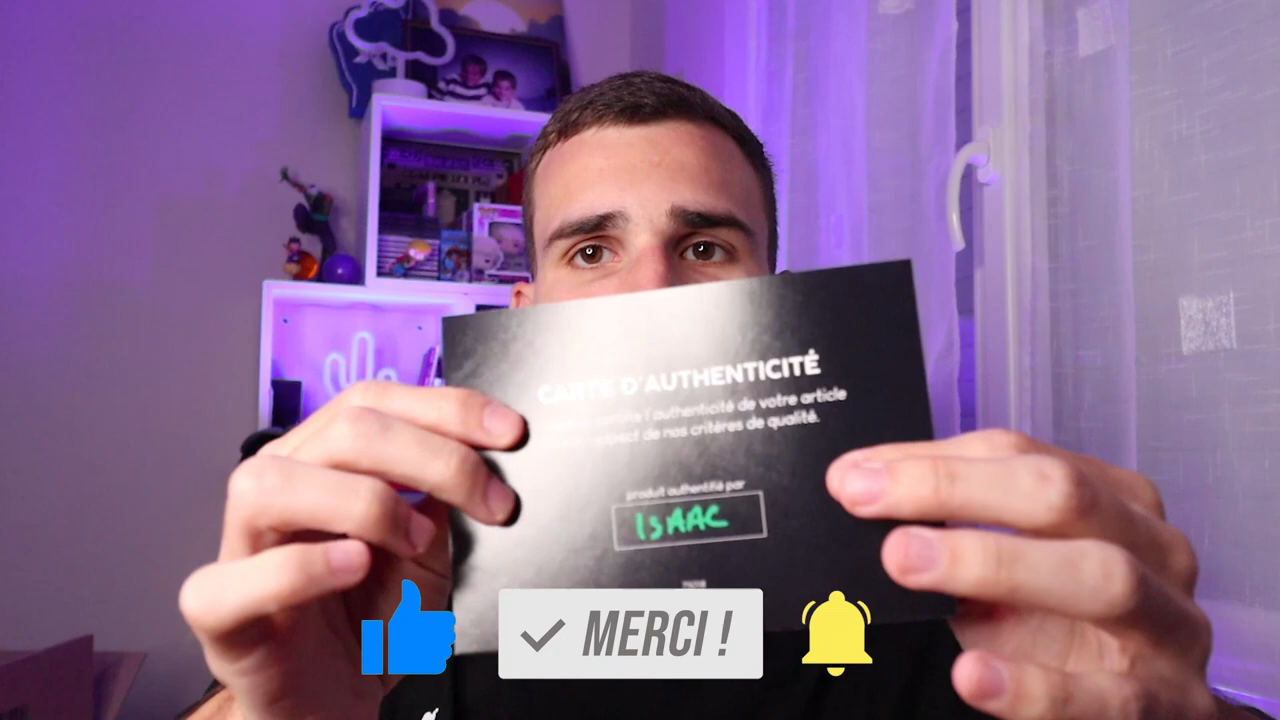 CARTE D'AUTHENTICITÉ
l'authenticité de votre article
de nos critères de qualité.
produit authentifié par
ISAAC
MERCI !